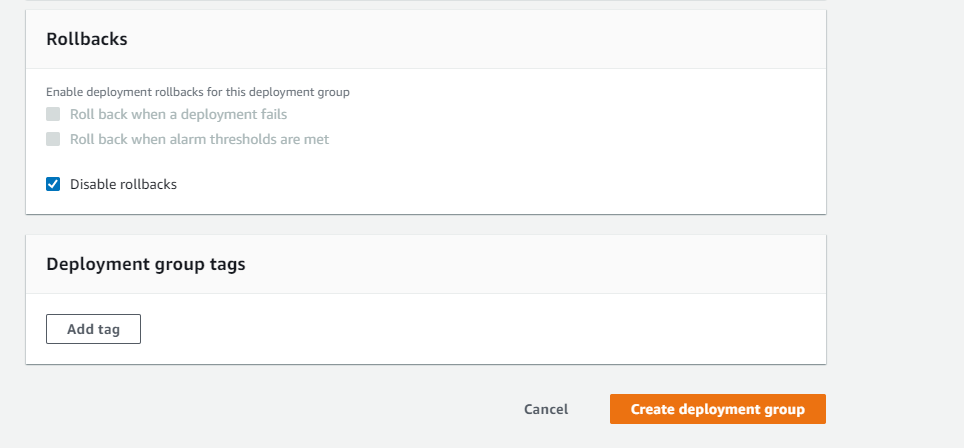 Rollbacks
Enable deployment rollbacks for this deployment group
Roll back when a deployment fails
Roll back when alarm thresholds are met
Disable rollbacks
Deployment group tags
Add tag
Cancel
Create deployment group